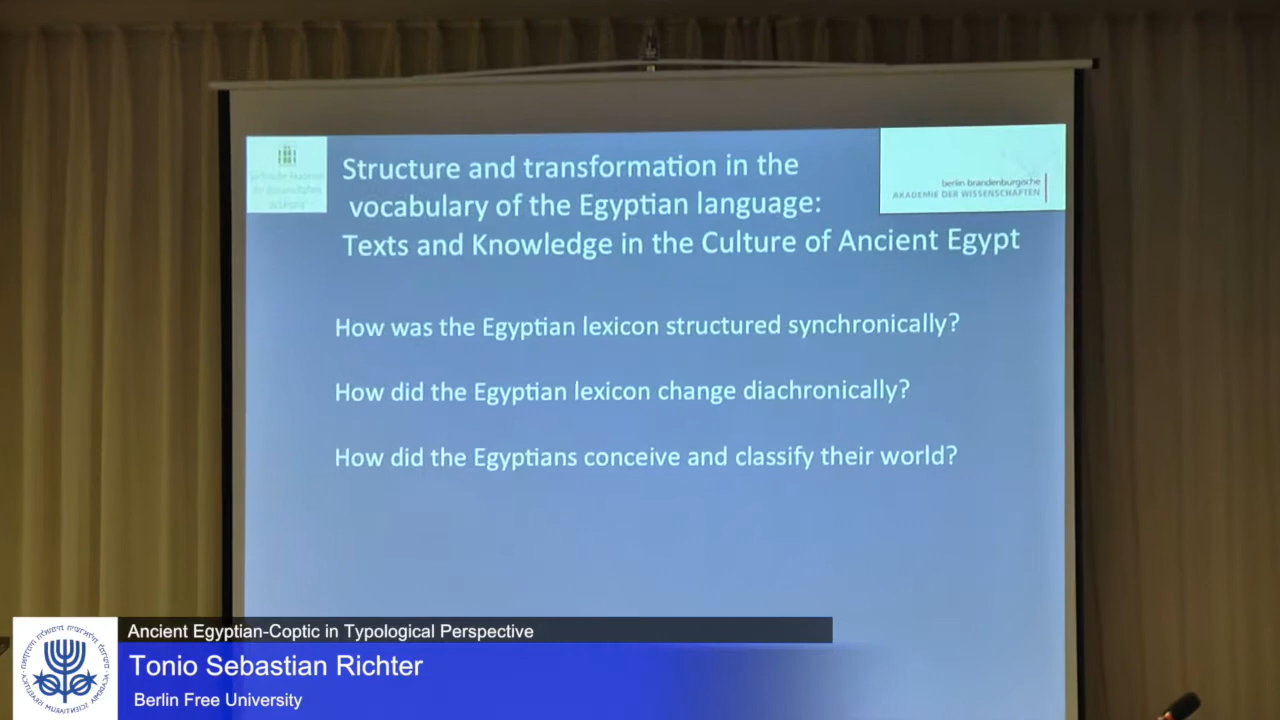 Structure and transformation in the
vocabulary of the Egyptian language:
Texts and Knowledge in the Culture of Ancient Egypt
berlin brandenburgische
AKADEMIE DER WISSENSCHAFTEN
How was the Egyptian lexicon structured synchronically?
How did the Egyptian lexicon change diachronically?
How did the Egyptians conceive and classify their world?
Ancient Egyptian-Coptic in Typological Perspective
Tonio Sebastian Richter
Berlin Free University